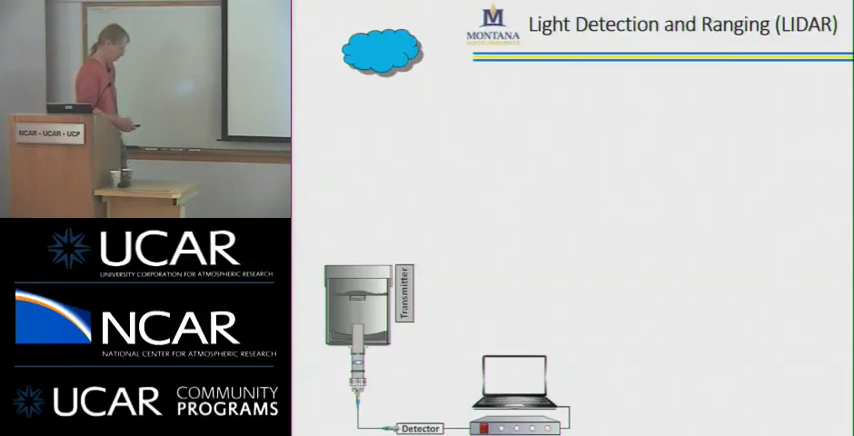 MONTANA
Light Detection and Ranging (LIDAR)
NCAR • UCAR • UCP
UCAR
UNIVERSITY CORPORATION FOR ATMOSPHERIC RESEARCH
NCAR
NATIONAL CENTER FOR ATMOSPHERIC RESEARCH
UCAR
COMMUNITY
PROGRAMS
Transmitter
Detector